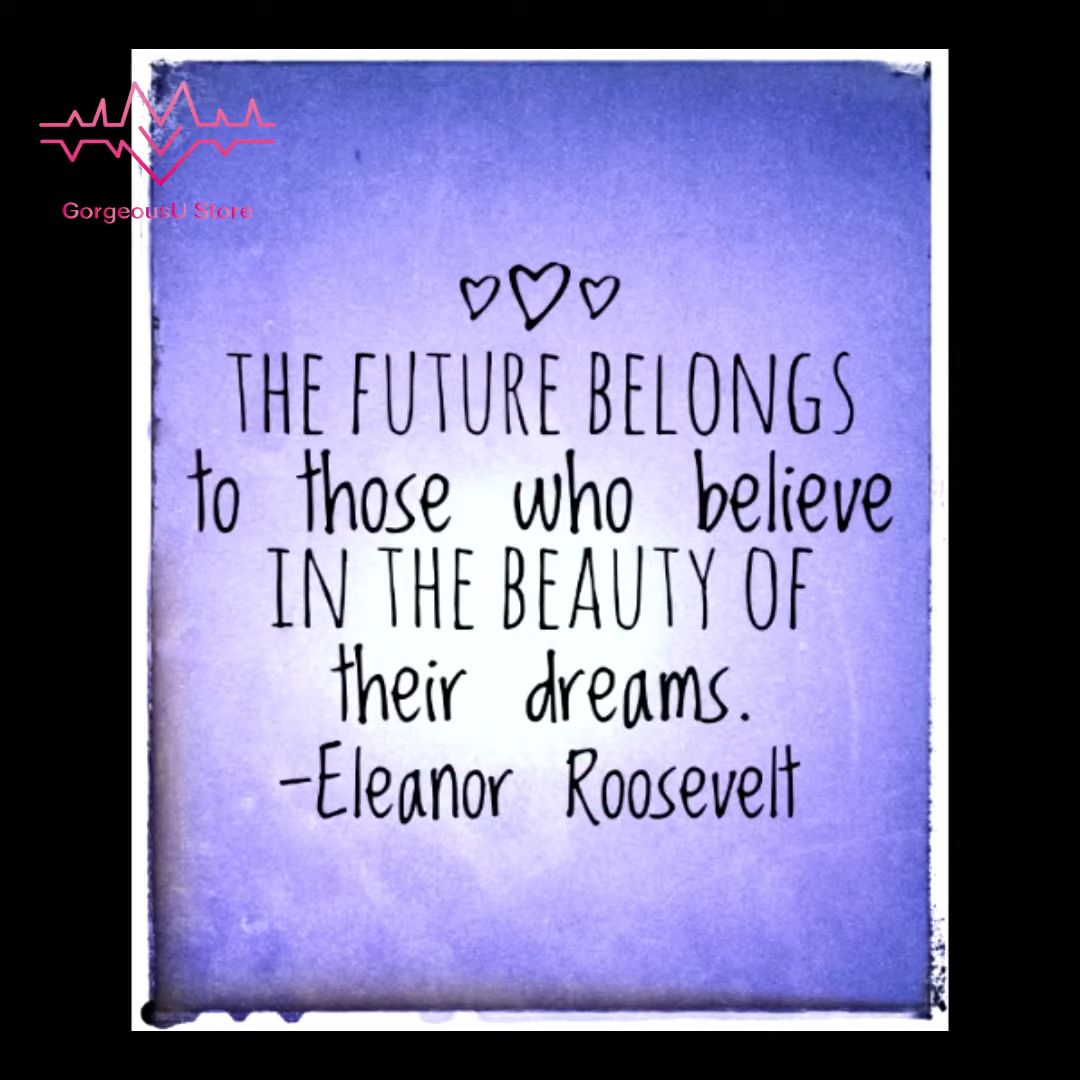 GorgeousU Store
THE FUTURE BELONGS
to those who believe
IN THE BEAUTY OF
their dreams.
-Eleanor Roosevelt